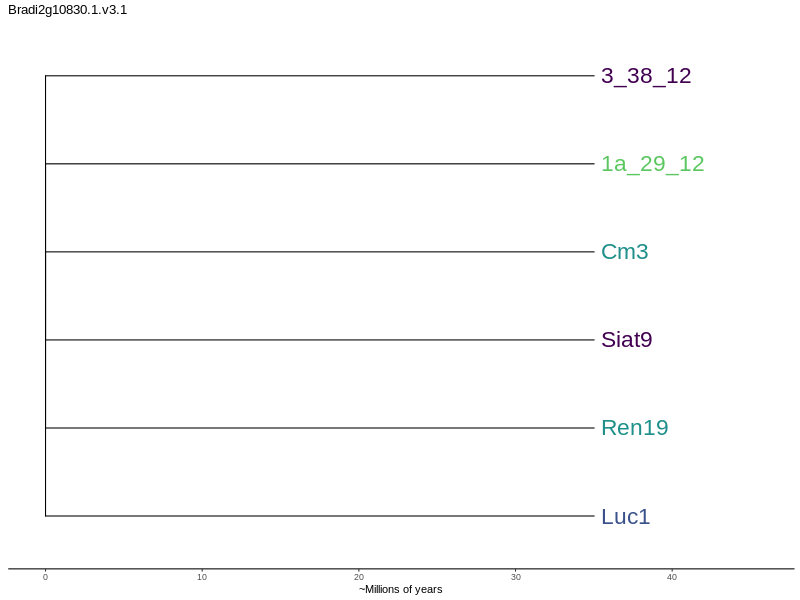 Bradi2g10830.1.v3.1
3_38_12
1a_29_12
Cm3
Siat9
Ren19
Luc1
0 10 20 30 40
~Millions of years